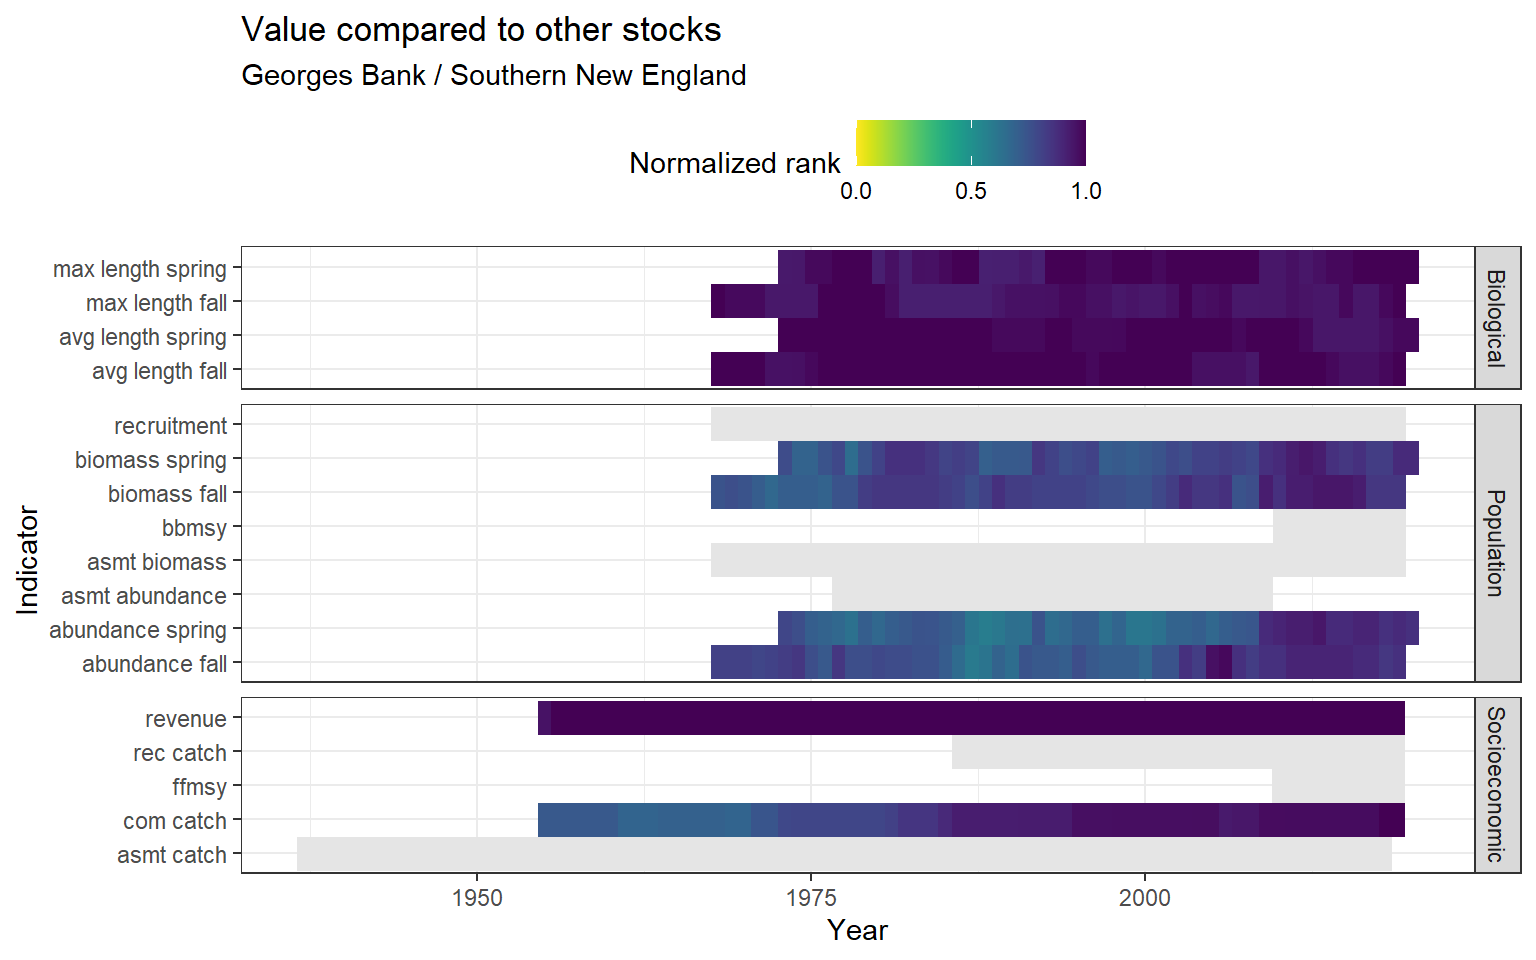 Value compared to other stocks
Georges Bank / Southern New England
Normalized rank
0.0 0.5 1.0
max length spring
max length fall
avg length spring
avg length fall
Biological
recruitment
biomass spring
biomass fall
bbmsy
asmt biomass
asmt abundance
abundance spring
abundance fall
Population
revenue
rec catch
ffmsy
com catch
asmt catch
Socioeconomic
Indicator
1950 1975 2000
Year